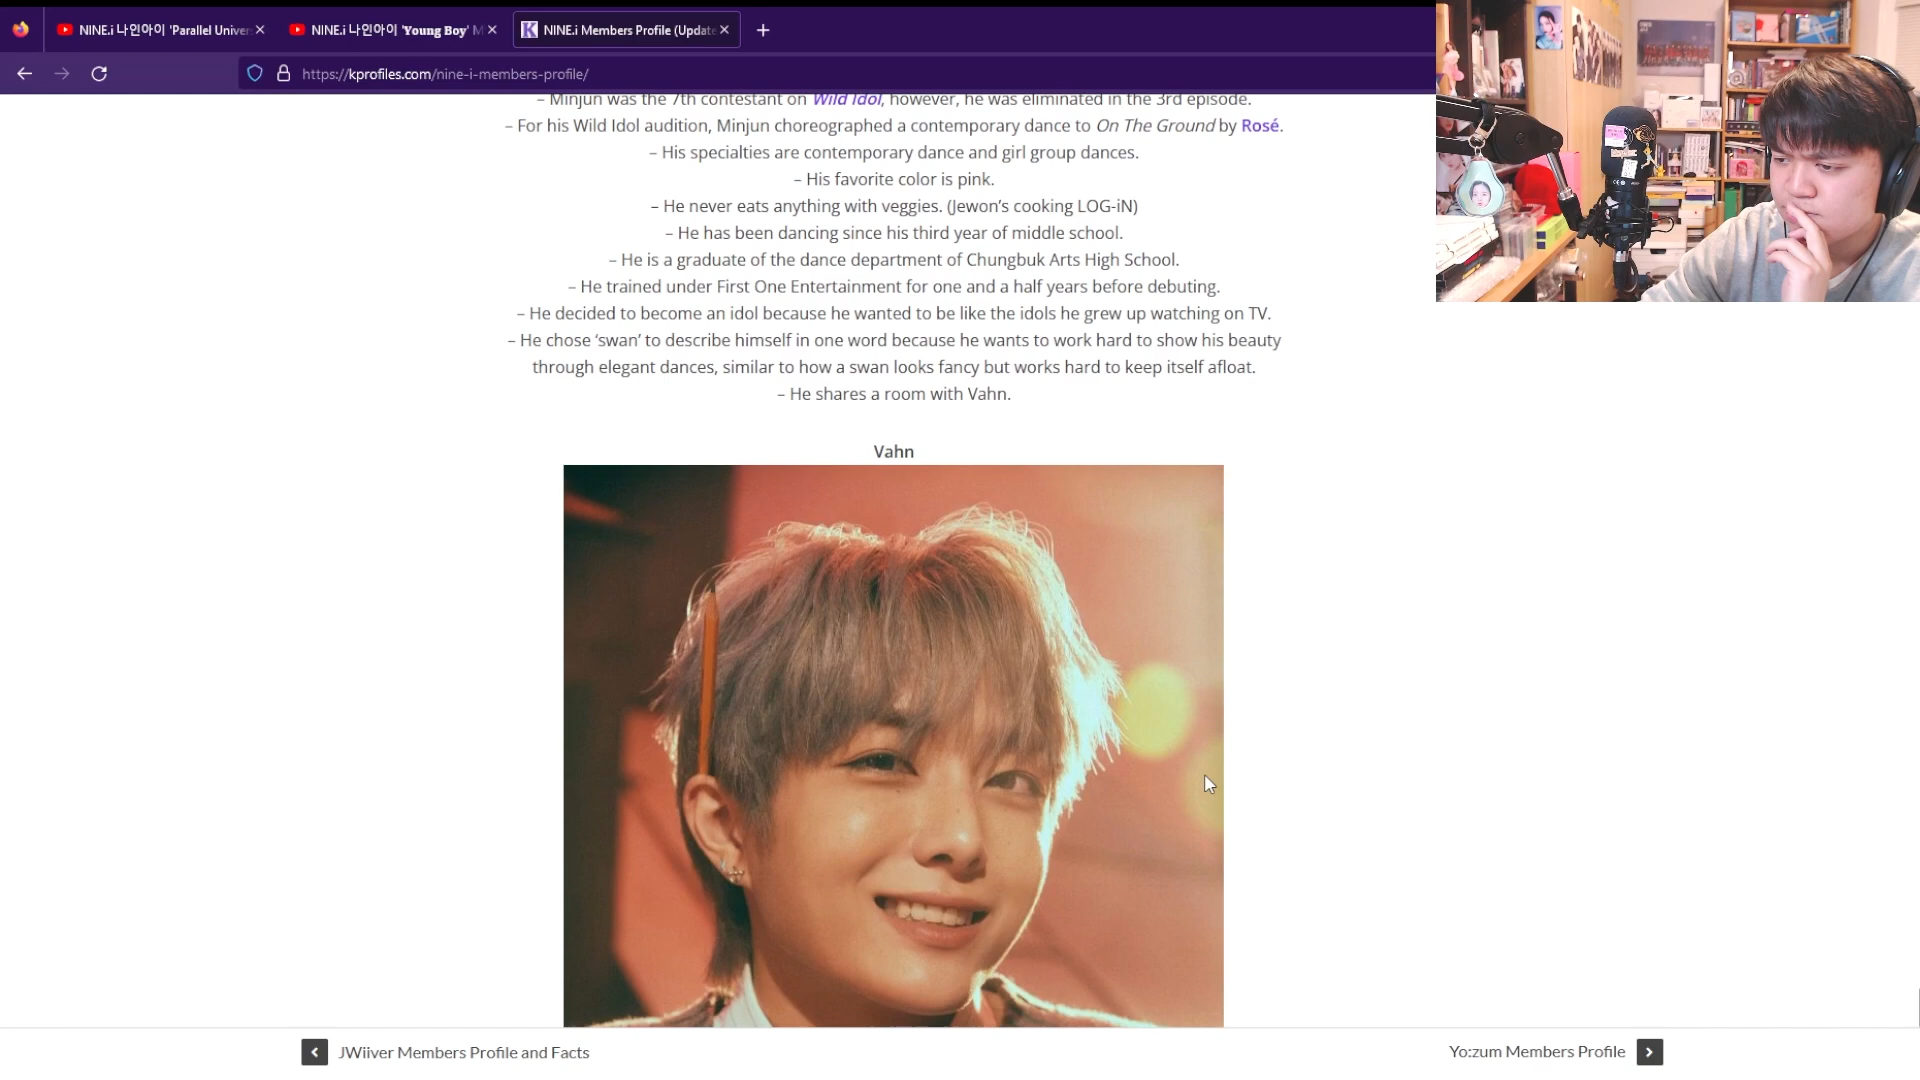 NINE.i 나인아이 'Parallel Univer
NINE.i 나인아이 'Young Boy' M
NINE.i Members Profile (Update
https://kprofiles.com/nine-i-members-profile/
– Minjun was the 7th contestant on Wild Idol, however, he was eliminated in the 3rd episode.
– For his Wild Idol audition, Minjun choreographed a contemporary dance to On The Ground by Rosé.
– His specialties are contemporary dance and girl group dances.
– His favorite color is pink.
– He never eats anything with veggies. (Jewon’s cooking LOG-iN)
– He has been dancing since his third year of middle school.
– He is a graduate of the dance department of Chungbuk Arts High School.
– He trained under First One Entertainment for one and a half years before debuting.
– He decided to become an idol because he wanted to be like the idols he grew up watching on TV.
– He chose ‘swan’ to describe himself in one word because he wants to work hard to show his beauty
through elegant dances, similar to how a swan looks fancy but works hard to keep itself afloat.
– He shares a room with Vahn.
Vahn
JWiiver Members Profile and Facts
Yo:zum Members Profile